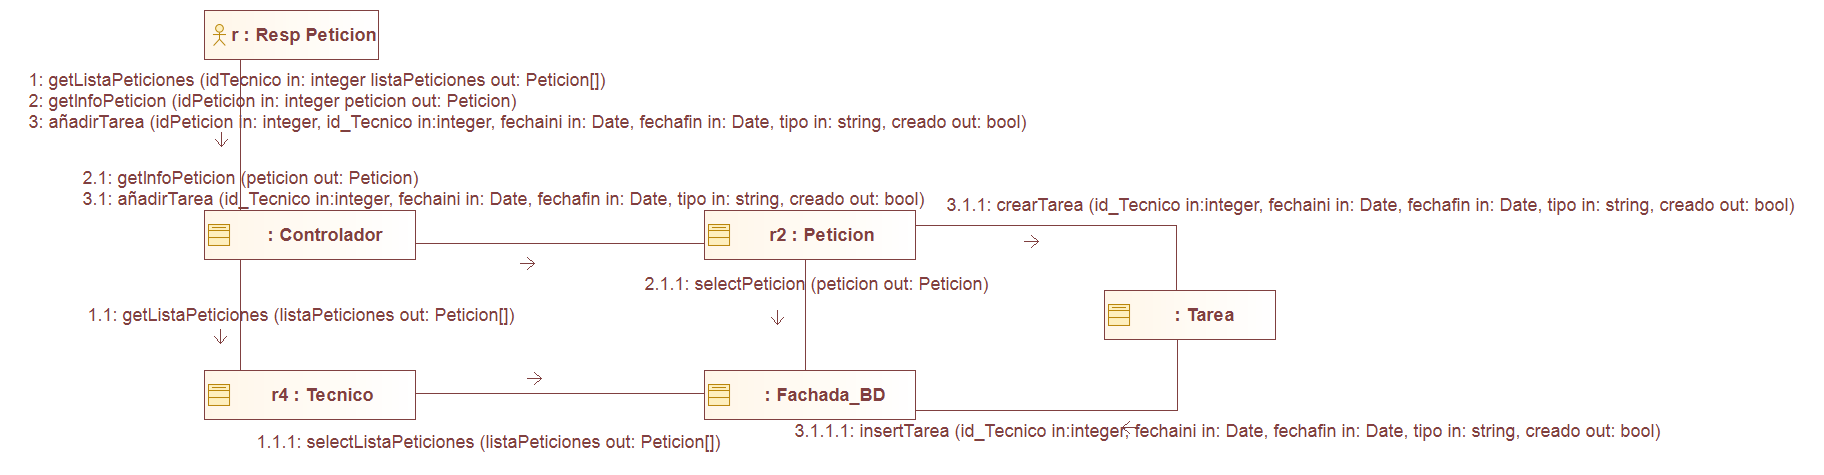 r : Resp Peticion
1: getListaPeticiones (idTecnico in: integer listaPeticiones out: Peticion[])
2: getInfoPeticion (idPeticion in: integer peticion out: Peticion)
3: añadirTarea (idPeticion in: integer, id_Tecnico in:integer, fechaini in: Date, fechafin in: Date, tipo in: string, creado out: bool)
2.1: getInfoPeticion (peticion out: Peticion)
3.1: añadirTarea (id_Tecnico in:integer, fechaini in: Date, fechafin in: Date, tipo in: string, creado out: bool)
3.1.1: crearTarea (id_Tecnico in:integer, fechaini in: Date, fechafin in: Date, tipo in: string, creado out: bool)
: Controlador
r2 : Peticion
2.1.1: selectPeticion (peticion out: Peticion)
1.1: getListaPeticiones (listaPeticiones out: Peticion[])
: Tarea
r4 : Tecnico
: Fachada_BD
1.1.1: selectListaPeticiones (listaPeticiones out: Peticion[])
3.1.1.1: insertTarea (id_Tecnico in:integer, fechaini in: Date, fechafin in: Date, tipo in: string, creado out: bool)